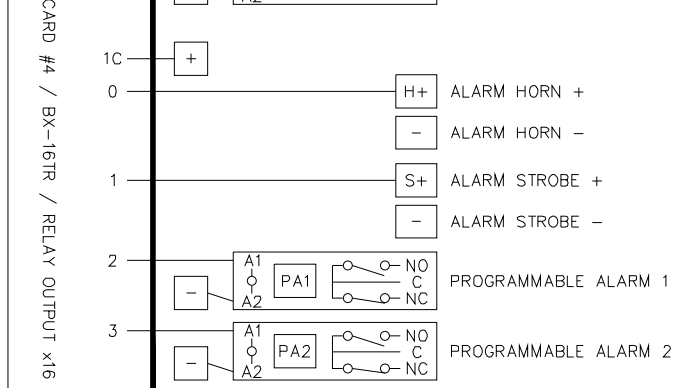 A2
CARD #4 / BX-16TR / RELAY OUTPUT x16
1C +
0 H+ ALARM HORN +
- ALARM HORN -
1 S+ ALARM STROBE +
- ALARM STROBE -
2 A1 NO
PA1 C PROGRAMMABLE ALARM 1
- A2 NC
3 A1 NO
PA2 C PROGRAMMABLE ALARM 2
- A2 NC